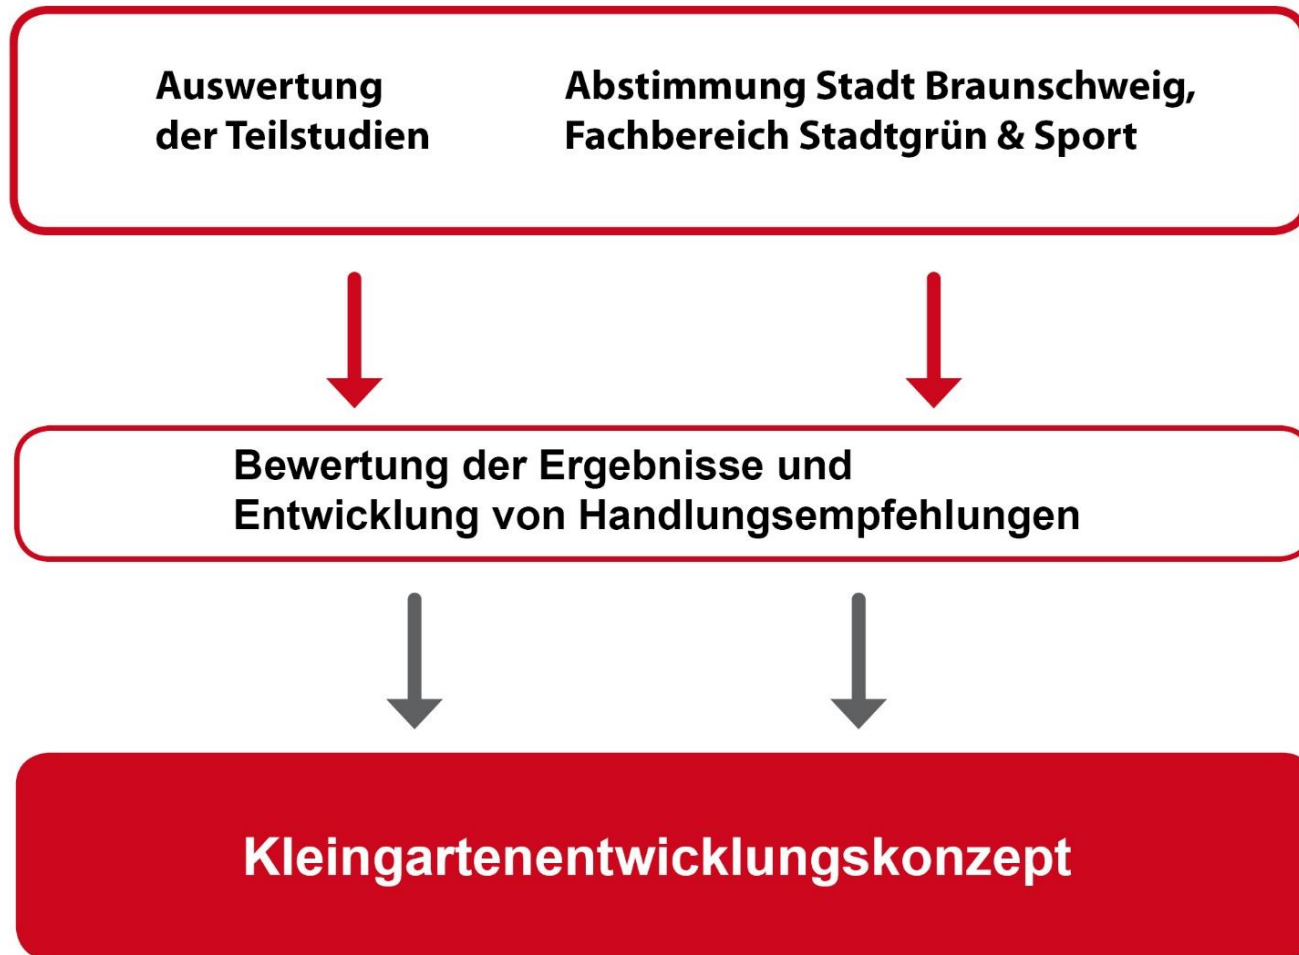 Auswertung
der Teilstudien
Abstimmung Stadt Braunschweig,
Fachbereich Stadtgrün & Sport
Bewertung der Ergebnisse und
Entwicklung von Handlungsempfehlungen
Kleingartenentwicklungskonzept